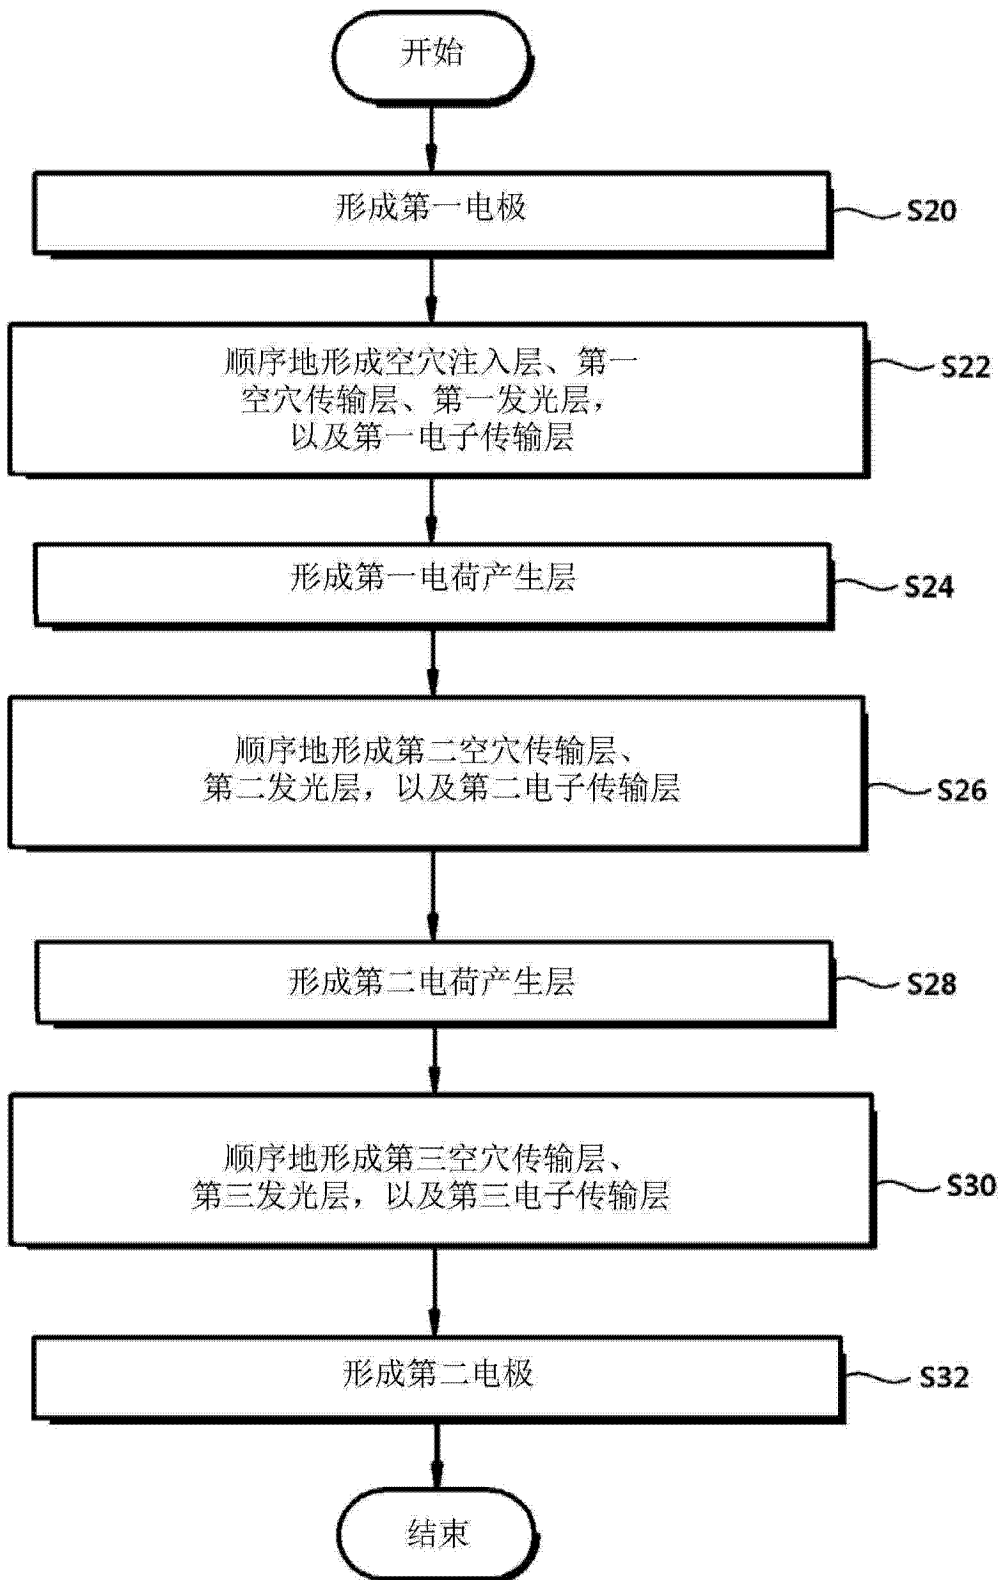 开始
形成第一电极
S20
顺序地形成空穴注入层、第一
空穴传输层、第一发光层，
以及第一电子传输层
S22
形成第一电荷产生层
S24
顺序地形成第二空穴传输层、
第二发光层，以及第二电子传输层
S26
形成第二电荷产生层
S28
顺序地形成第三空穴传输层、
第三发光层，以及第三电子传输层
S30
形成第二电极
S32
结束